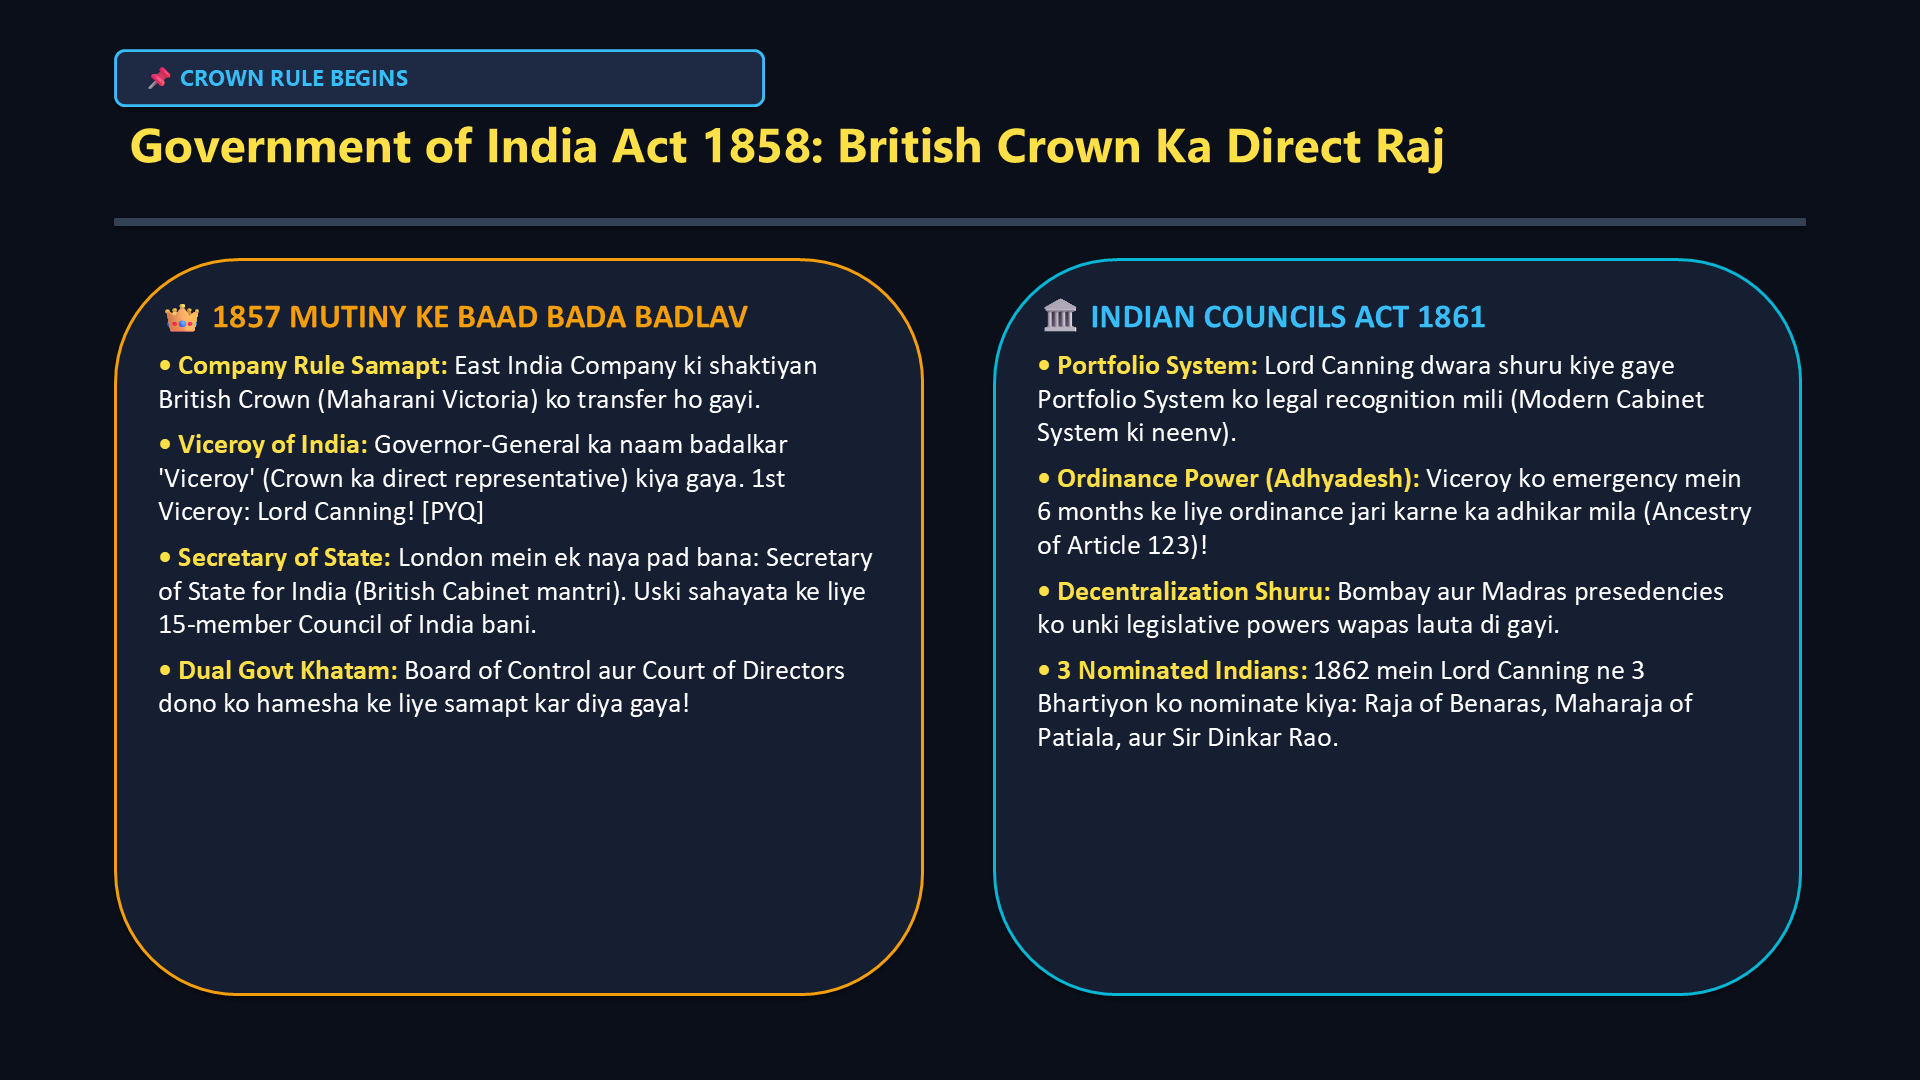 📌 CROWN RULE BEGINS
Government of India Act 1858: British Crown Ka Direct Raj
👑 1857 MUTINY KE BAAD BADA BADLAV
• Company Rule Samapt: East India Company ki shaktiyan
British Crown (Maharani Victoria) ko transfer ho gayi.
• Viceroy of India: Governor-General ka naam badalkar
'Viceroy' (Crown ka direct representative) kiya gaya. 1st
Viceroy: Lord Canning! [PYQ]
• Secretary of State: London mein ek naya pad bana: Secretary
of State for India (British Cabinet mantri). Uski sahayata ke liye
15-member Council of India bani.
• Dual Govt Khatam: Board of Control aur Court of Directors
dono ko hamesha ke liye samapt kar diya gaya!
🏛️ INDIAN COUNCILS ACT 1861
• Portfolio System: Lord Canning dwara shuru kiye gaye
Portfolio System ko legal recognition mili (Modern Cabinet
System ki neenv).
• Ordinance Power (Adhyadesh): Viceroy ko emergency mein
6 months ke liye ordinance jari karne ka adhikar mila (Ancestry
of Article 123)!
• Decentralization Shuru: Bombay aur Madras presedencies
ko unki legislative powers wapas lauta di gayi.
• 3 Nominated Indians: 1862 mein Lord Canning ne 3
Bhartiyon ko nominate kiya: Raja of Benaras, Maharaja of
Patiala, aur Sir Dinkar Rao.